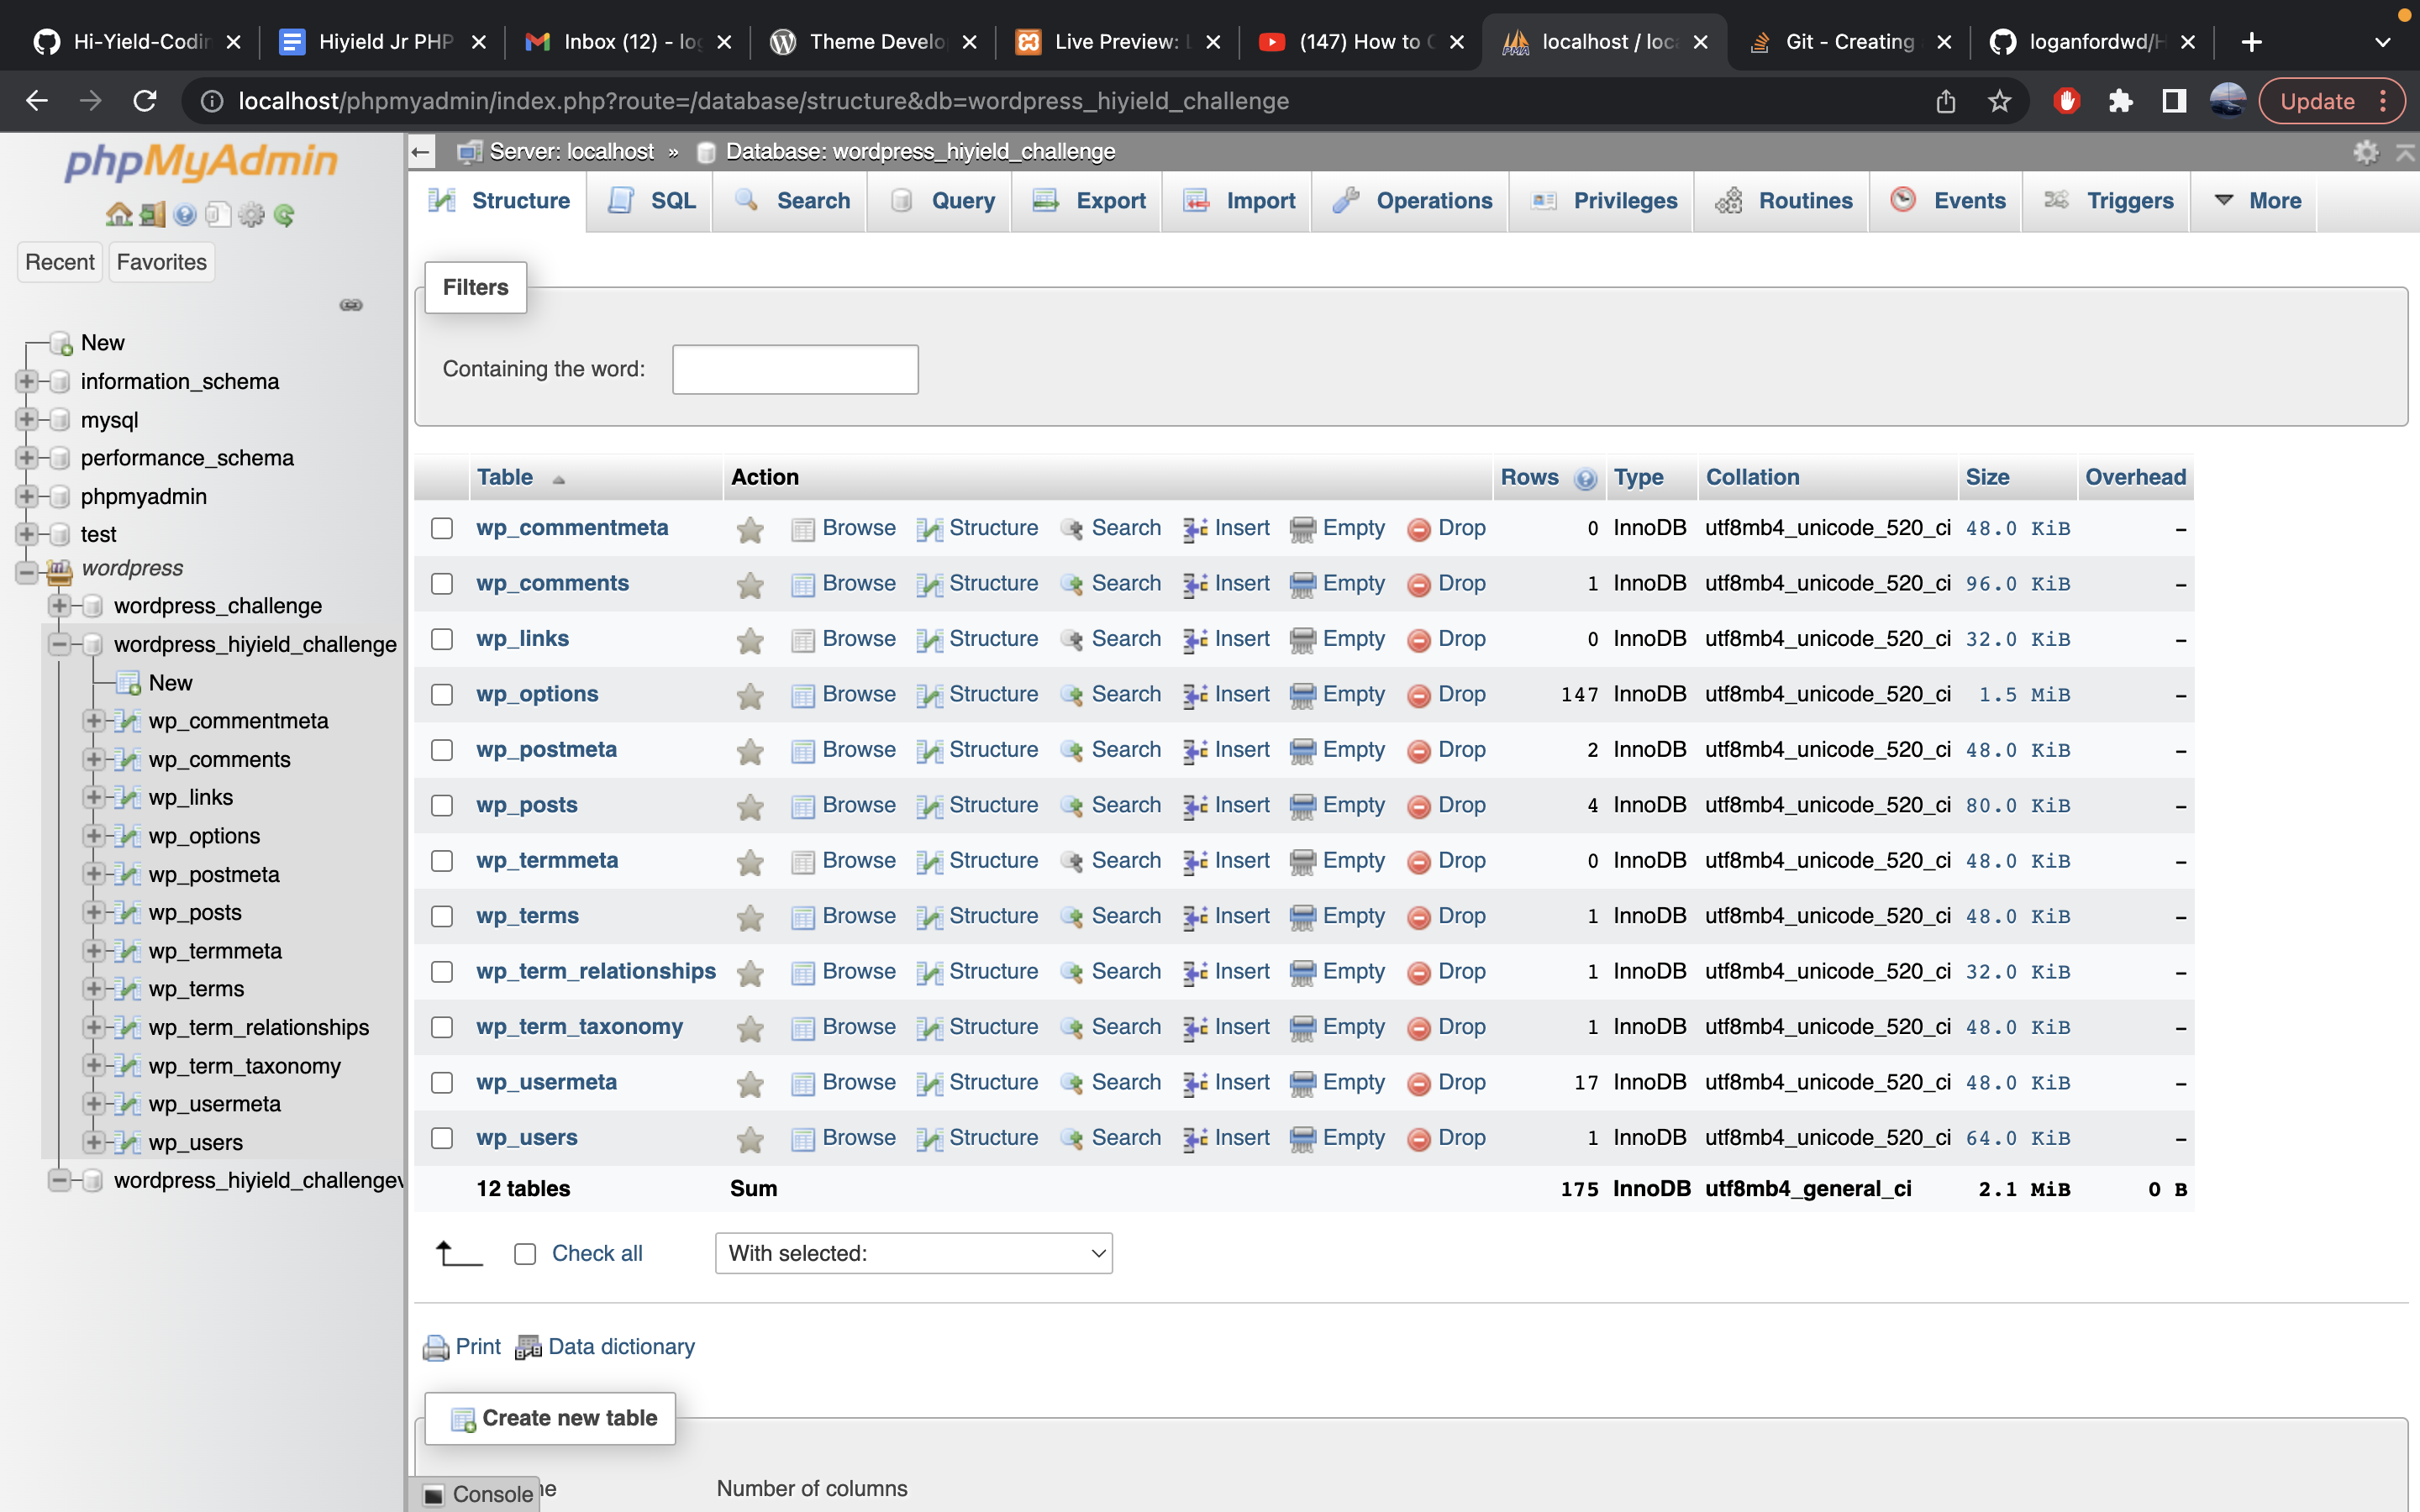 Hi-Yield-Codin
Hiyield Jr PHP
Inbox (12) - lo
Theme Develo
Live Preview: L
(147) How to C
localhost / loca
Git - Creating
loganfordwd/H
localhost/phpmyadmin/index.php?route=/database/structure&db=wordpress_hiyield_challenge
Update
phpMyAdmin
Recent Favorites
New
information_schema
mysql
performance_schema
phpmyadmin
test
wordpress
wordpress_challenge
wordpress_hiyield_challenge
New
wp_commentmeta
wp_comments
wp_links
wp_options
wp_postmeta
wp_posts
wp_termmeta
wp_terms
wp_term_relationships
wp_term_taxonomy
wp_usermeta
wp_users
wordpress_hiyield_challengev
Server: localhost » Database: wordpress_hiyield_challenge
Structure SQL Search Query Export Import Operations Privileges Routines Events Triggers More
Filters
Containing the word:
Table Action Rows Type Collation Size Overhead
wp_commentmeta Browse Structure Search Insert Empty Drop 0 InnoDB utf8mb4_unicode_520_ci 48.0 KiB –
wp_comments Browse Structure Search Insert Empty Drop 1 InnoDB utf8mb4_unicode_520_ci 96.0 KiB –
wp_links Browse Structure Search Insert Empty Drop 0 InnoDB utf8mb4_unicode_520_ci 32.0 KiB –
wp_options Browse Structure Search Insert Empty Drop 147 InnoDB utf8mb4_unicode_520_ci 1.5 MiB –
wp_postmeta Browse Structure Search Insert Empty Drop 2 InnoDB utf8mb4_unicode_520_ci 48.0 KiB –
wp_posts Browse Structure Search Insert Empty Drop 4 InnoDB utf8mb4_unicode_520_ci 80.0 KiB –
wp_termmeta Browse Structure Search Insert Empty Drop 0 InnoDB utf8mb4_unicode_520_ci 48.0 KiB –
wp_terms Browse Structure Search Insert Empty Drop 1 InnoDB utf8mb4_unicode_520_ci 48.0 KiB –
wp_term_relationships Browse Structure Search Insert Empty Drop 1 InnoDB utf8mb4_unicode_520_ci 32.0 KiB –
wp_term_taxonomy Browse Structure Search Insert Empty Drop 1 InnoDB utf8mb4_unicode_520_ci 48.0 KiB –
wp_usermeta Browse Structure Search Insert Empty Drop 17 InnoDB utf8mb4_unicode_520_ci 48.0 KiB –
wp_users Browse Structure Search Insert Empty Drop 1 InnoDB utf8mb4_unicode_520_ci 64.0 KiB –
12 tables Sum 175 InnoDB utf8mb4_general_ci 2.1 MiB 0 B
Check all With selected:
Print Data dictionary
Create new table
Number of columns
Console